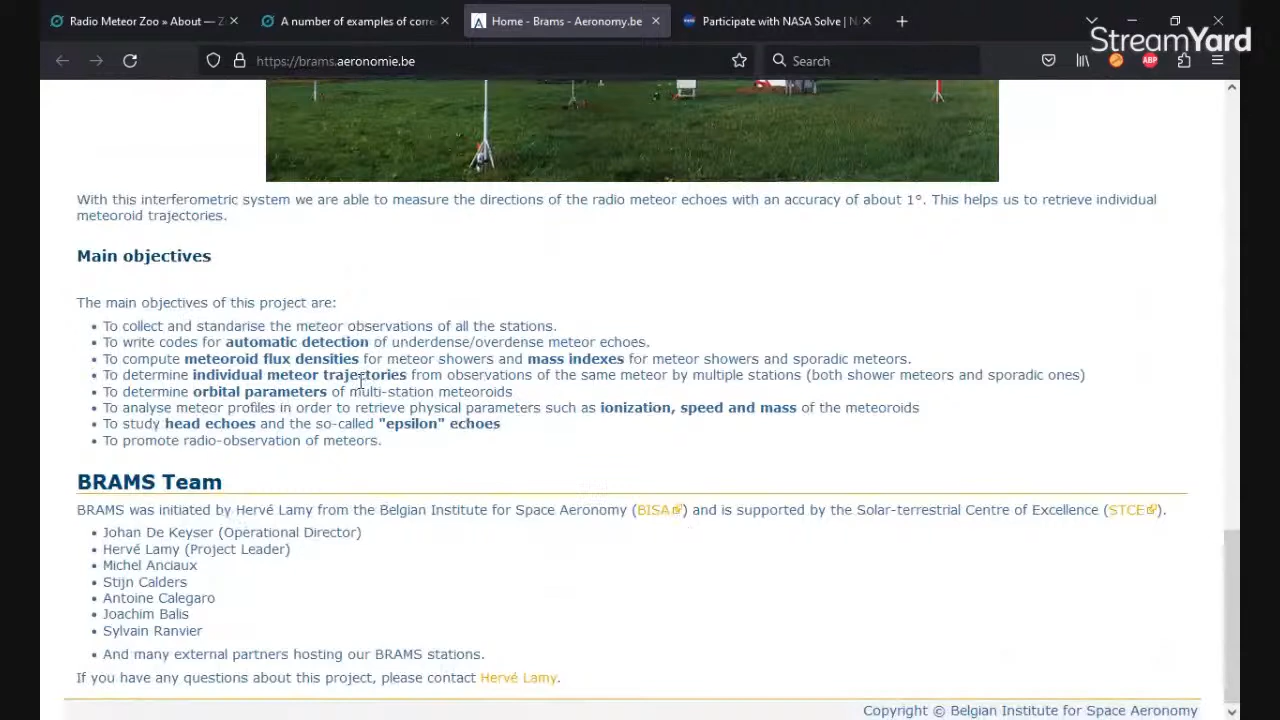 Radio Meteor Zoo » About — Z
A number of examples of corre
Home - Brams - Aeronomy.be
Participate with NASA Solve | N
StreamYard
https://brams.aeronomie.be
Search
ABP
With this interferometric system we are able to measure the directions of the radio meteor echoes with an accuracy of about 1°. This helps us to retrieve individual
meteoroid trajectories.
Main objectives
The main objectives of this project are:
• To collect and standarise the meteor observations of all the stations.
• To write codes for automatic detection of underdense/overdense meteor echoes.
• To compute meteoroid flux densities for meteor showers and mass indexes for meteor showers and sporadic meteors.
• To determine individual meteor trajectories from observations of the same meteor by multiple stations (both shower meteors and sporadic ones)
• To determine orbital parameters of multi-station meteoroids
• To analyse meteor profiles in order to retrieve physical parameters such as ionization, speed and mass of the meteoroids
• To study head echoes and the so-called "epsilon" echoes
• To promote radio-observation of meteors.
BRAMS Team
BRAMS was initiated by Hervé Lamy from the Belgian Institute for Space Aeronomy (BISA) and is supported by the Solar-terrestrial Centre of Excellence (STCE).
• Johan De Keyser (Operational Director)
• Hervé Lamy (Project Leader)
• Michel Anciaux
• Stijn Calders
• Antoine Calegaro
• Joachim Balis
• Sylvain Ranvier
• And many external partners hosting our BRAMS stations.
If you have any questions about this project, please contact Hervé Lamy.
Copyright © Belgian Institute for Space Aeronomy